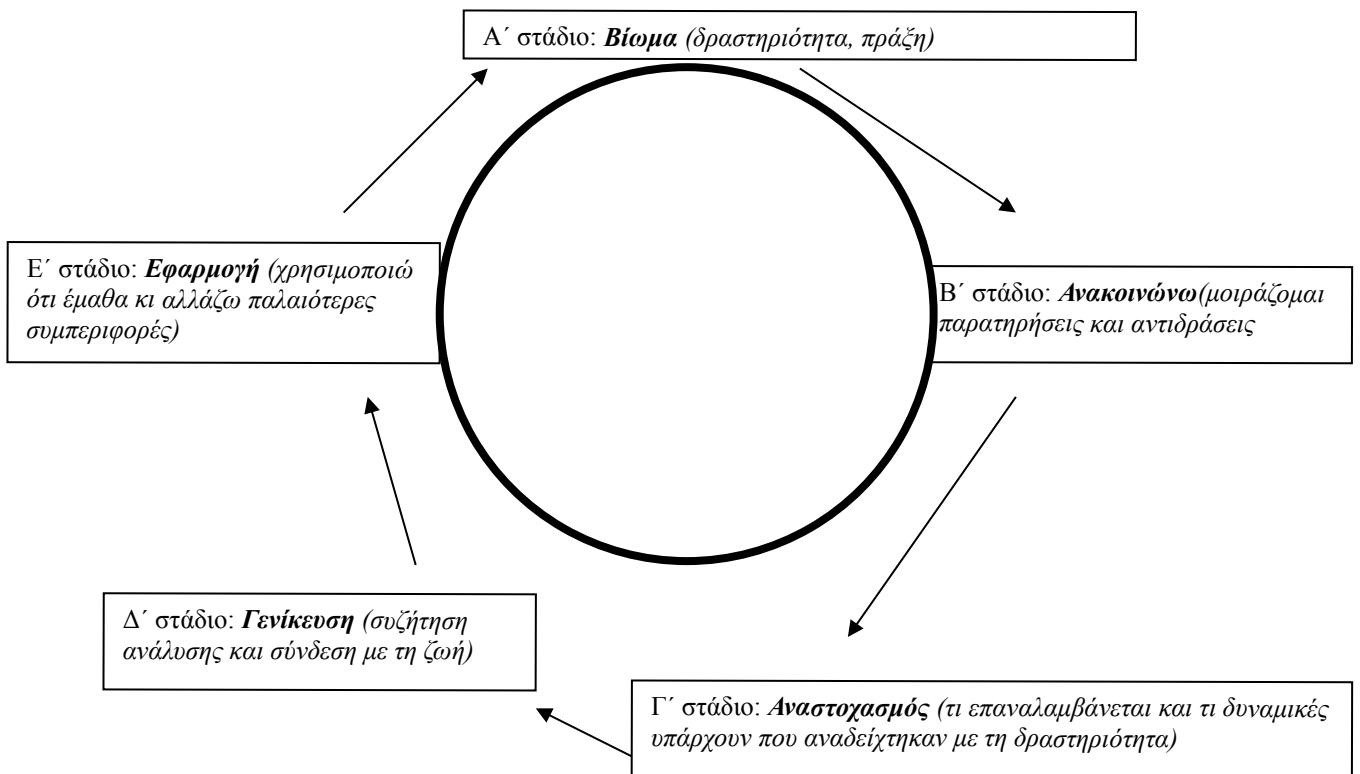 Α΄ στάδιο: Βίωμα (δραστηριότητα, πράξη)
Β΄ στάδιο: Ανακοινώνω(μοιράζομαι
παρατηρήσεις και αντιδράσεις
Γ΄ στάδιο: Αναστοχασμός (τι επαναλαμβάνεται και τι δυναμικές
υπάρχουν που αναδείχτηκαν με τη δραστηριότητα)
Δ΄ στάδιο: Γενίκευση (συζήτηση
ανάλυσης και σύνδεση με τη ζωή)
Ε΄ στάδιο: Εφαρμογή (χρησιμοποιώ
ότι έμαθα κι αλλάζω παλαιότερες
συμπεριφορές)